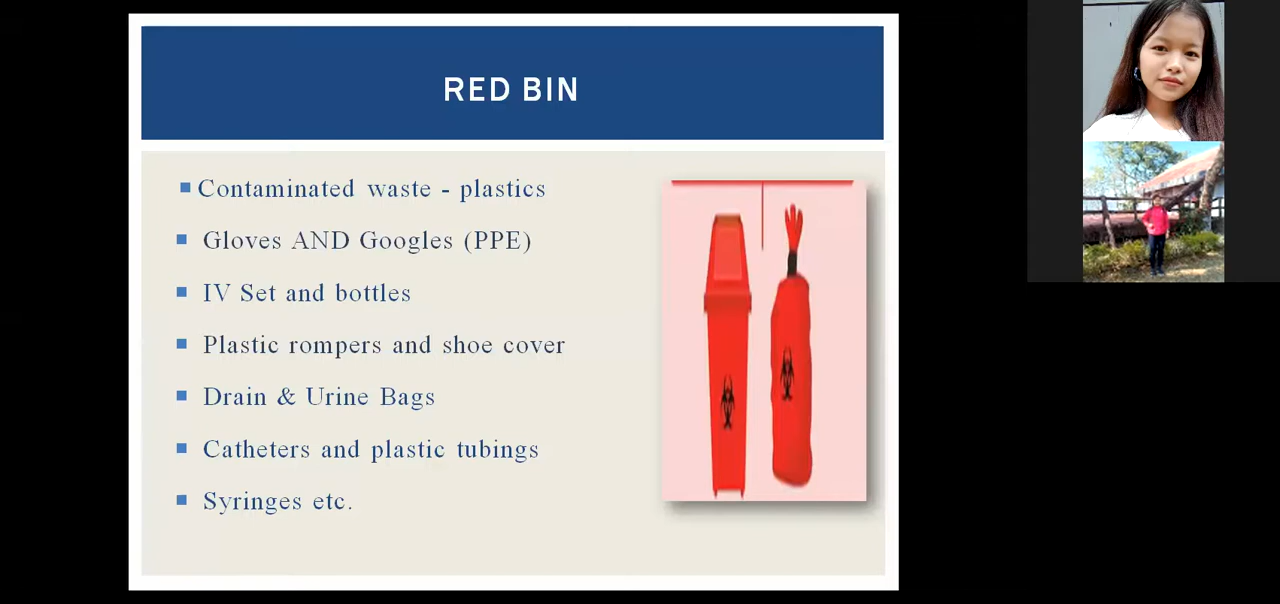 RED BIN
Contaminated waste - plastics
Gloves AND Googles (PPE)
IV Set and bottles
Plastic rompers and shoe cover
Drain & Urine Bags
Catheters and plastic tubings
Syringes etc.